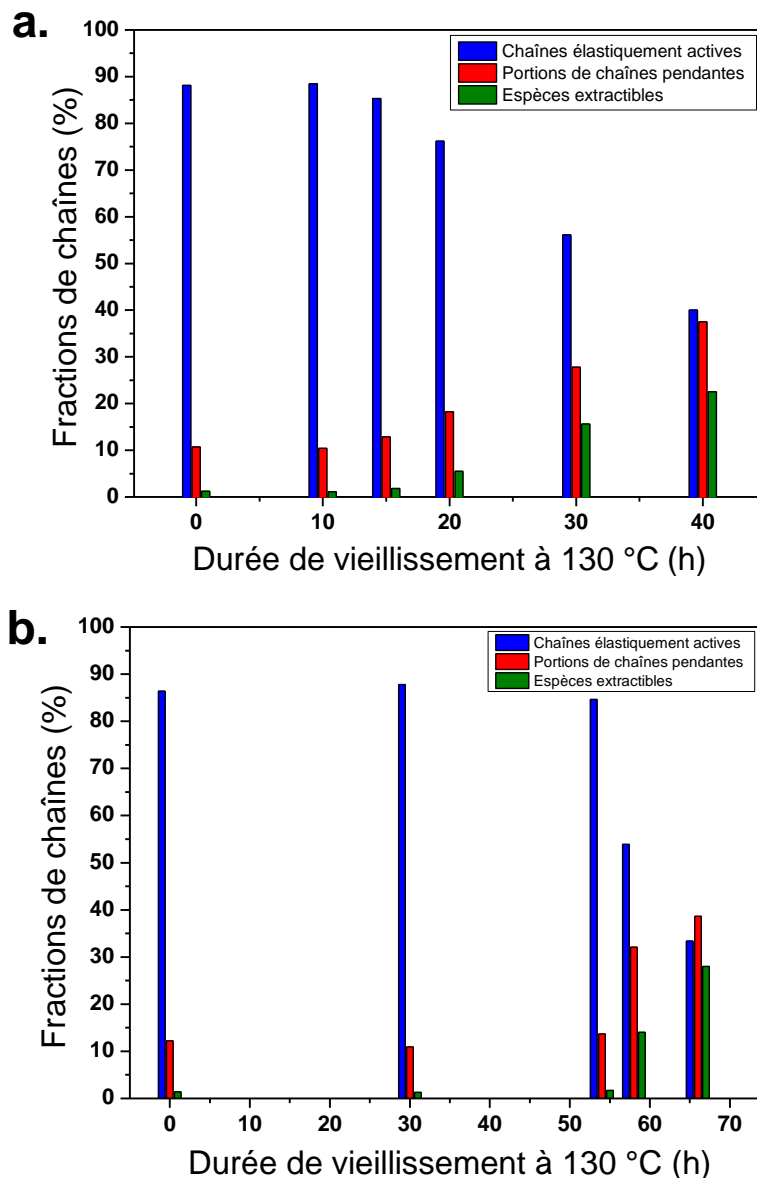 a.
100
90
80
70
60
50
40
30
20
10
0
Fractions de chaînes (%)
Chaînes élastiquement actives
Portions de chaînes pendantes
Espèces extractibles
0 10 20 30 40
Durée de vieillissement à 130 °C (h)
b.
100
90
80
70
60
50
40
30
20
10
0
Fractions de chaînes (%)
Chaînes élastiquement actives
Portions de chaînes pendantes
Espèces extractibles
0 10 20 30 40 50 60 70
Durée de vieillissement à 130 °C (h)